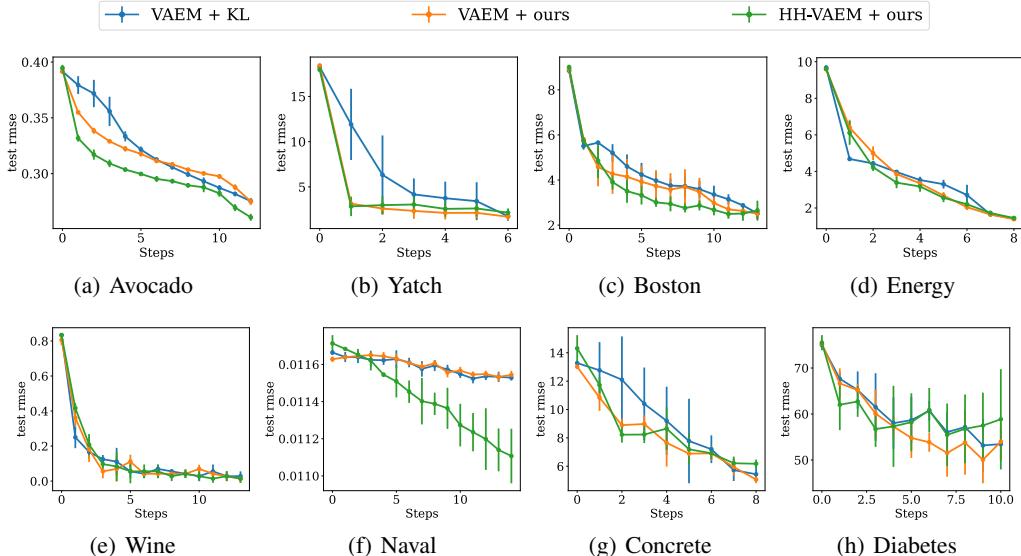 VAEM + KL VAEM + ours HH-VAEM + ours
0.40
0.35
0.30
test rmse
0 5 10
Steps
(a) Avocado
15
10
5
test rmse
0 2 4 6
Steps
(b) Yatch
8
6
4
2
test rmse
0 5 10
Steps
(c) Boston
10
8
6
4
2
test rmse
0 2 4 6 8
Steps
(d) Energy
0.8
0.6
0.4
0.2
0.0
test rmse
0 5 10
Steps
(e) Wine
0.01160
0.01140
0.01120
0.01100
test rmse
0 5 10
Steps
(f) Naval
14
12
10
8
6
test rmse
0 2 4 6 8
Steps
(g) Concrete
70
60
50
test rmse
0.0 2.5 5.0 7.5 10.0
Steps
(h) Diabetes